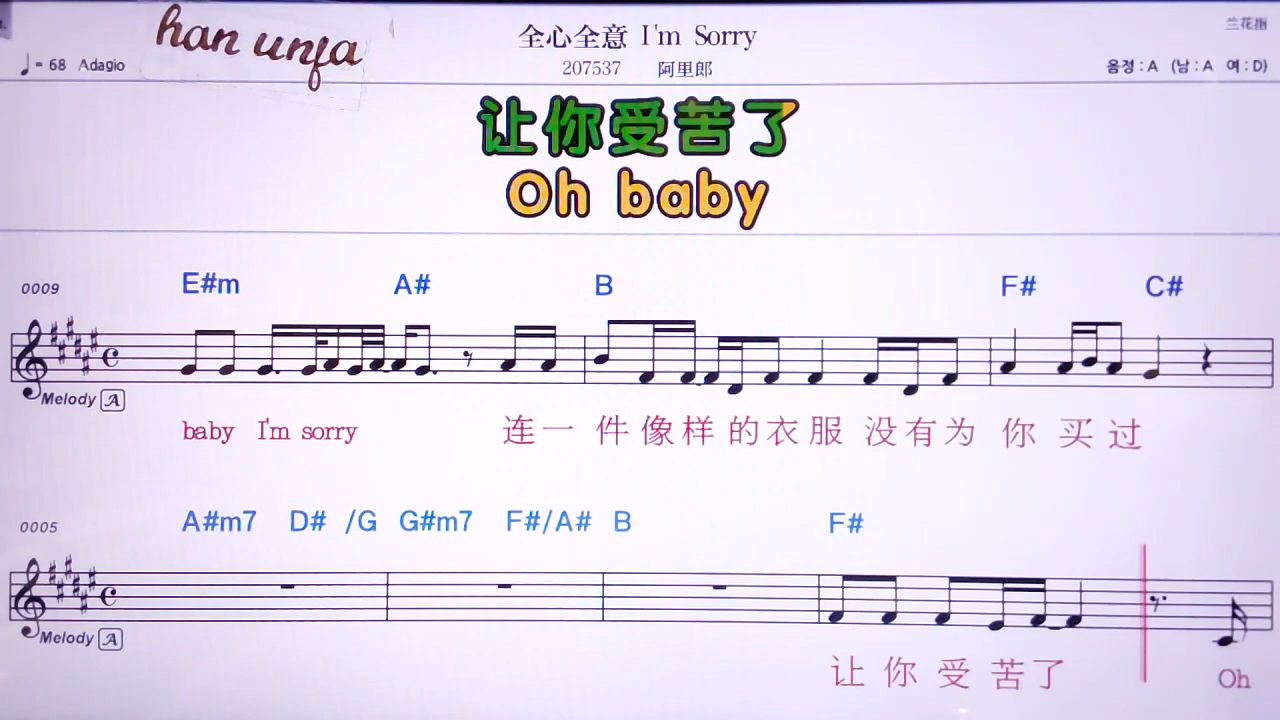 han unfa
全心全意 I'm Sorry
兰花指
♩= 68 Adagio
207537 阿里郎
음정 : A (남 : A 여 : D)
让你受苦了
Oh baby
0009 E#m A# B F# C#
Melody A
baby I'm sorry 连一件像样的衣服没有为你买过
0005 A#m7 D# /G G#m7 F#/A# B F#
Melody A
让你受苦了 Oh